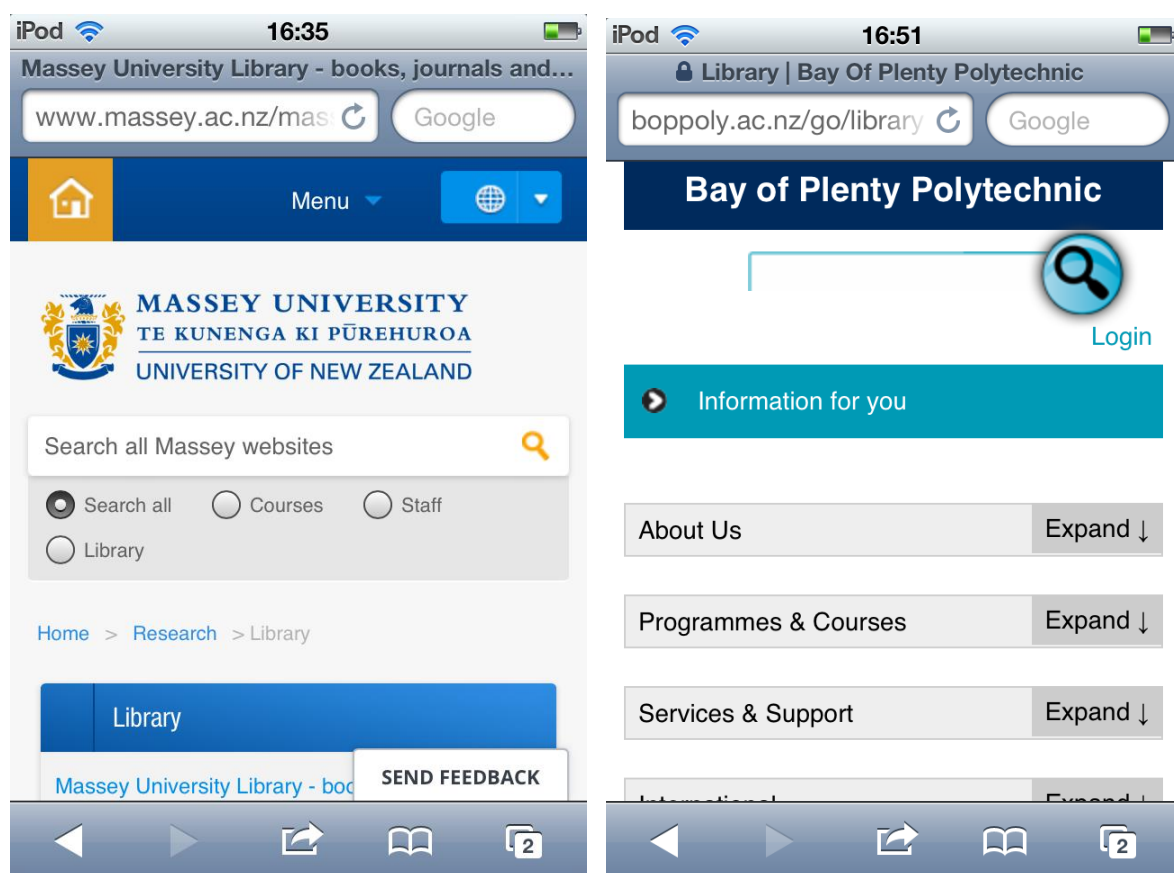 iPod 16:35
Massey University Library - books, journals and...
www.massey.ac.nz/mas Google
Menu
MASSEY UNIVERSITY
TE KUNENGA KI PŪREHUROA
UNIVERSITY OF NEW ZEALAND
Search all Massey websites
Search all Courses Staff
Library
Home > Research > Library
Library
Massey University Library - boo
SEND FEEDBACK
2
iPod 16:51
Library | Bay Of Plenty Polytechnic
boppoly.ac.nz/go/library Google
Bay of Plenty Polytechnic
Login
Information for you
About Us Expand ↓
Programmes & Courses Expand ↓
Services & Support Expand ↓
International Expand ↓
2